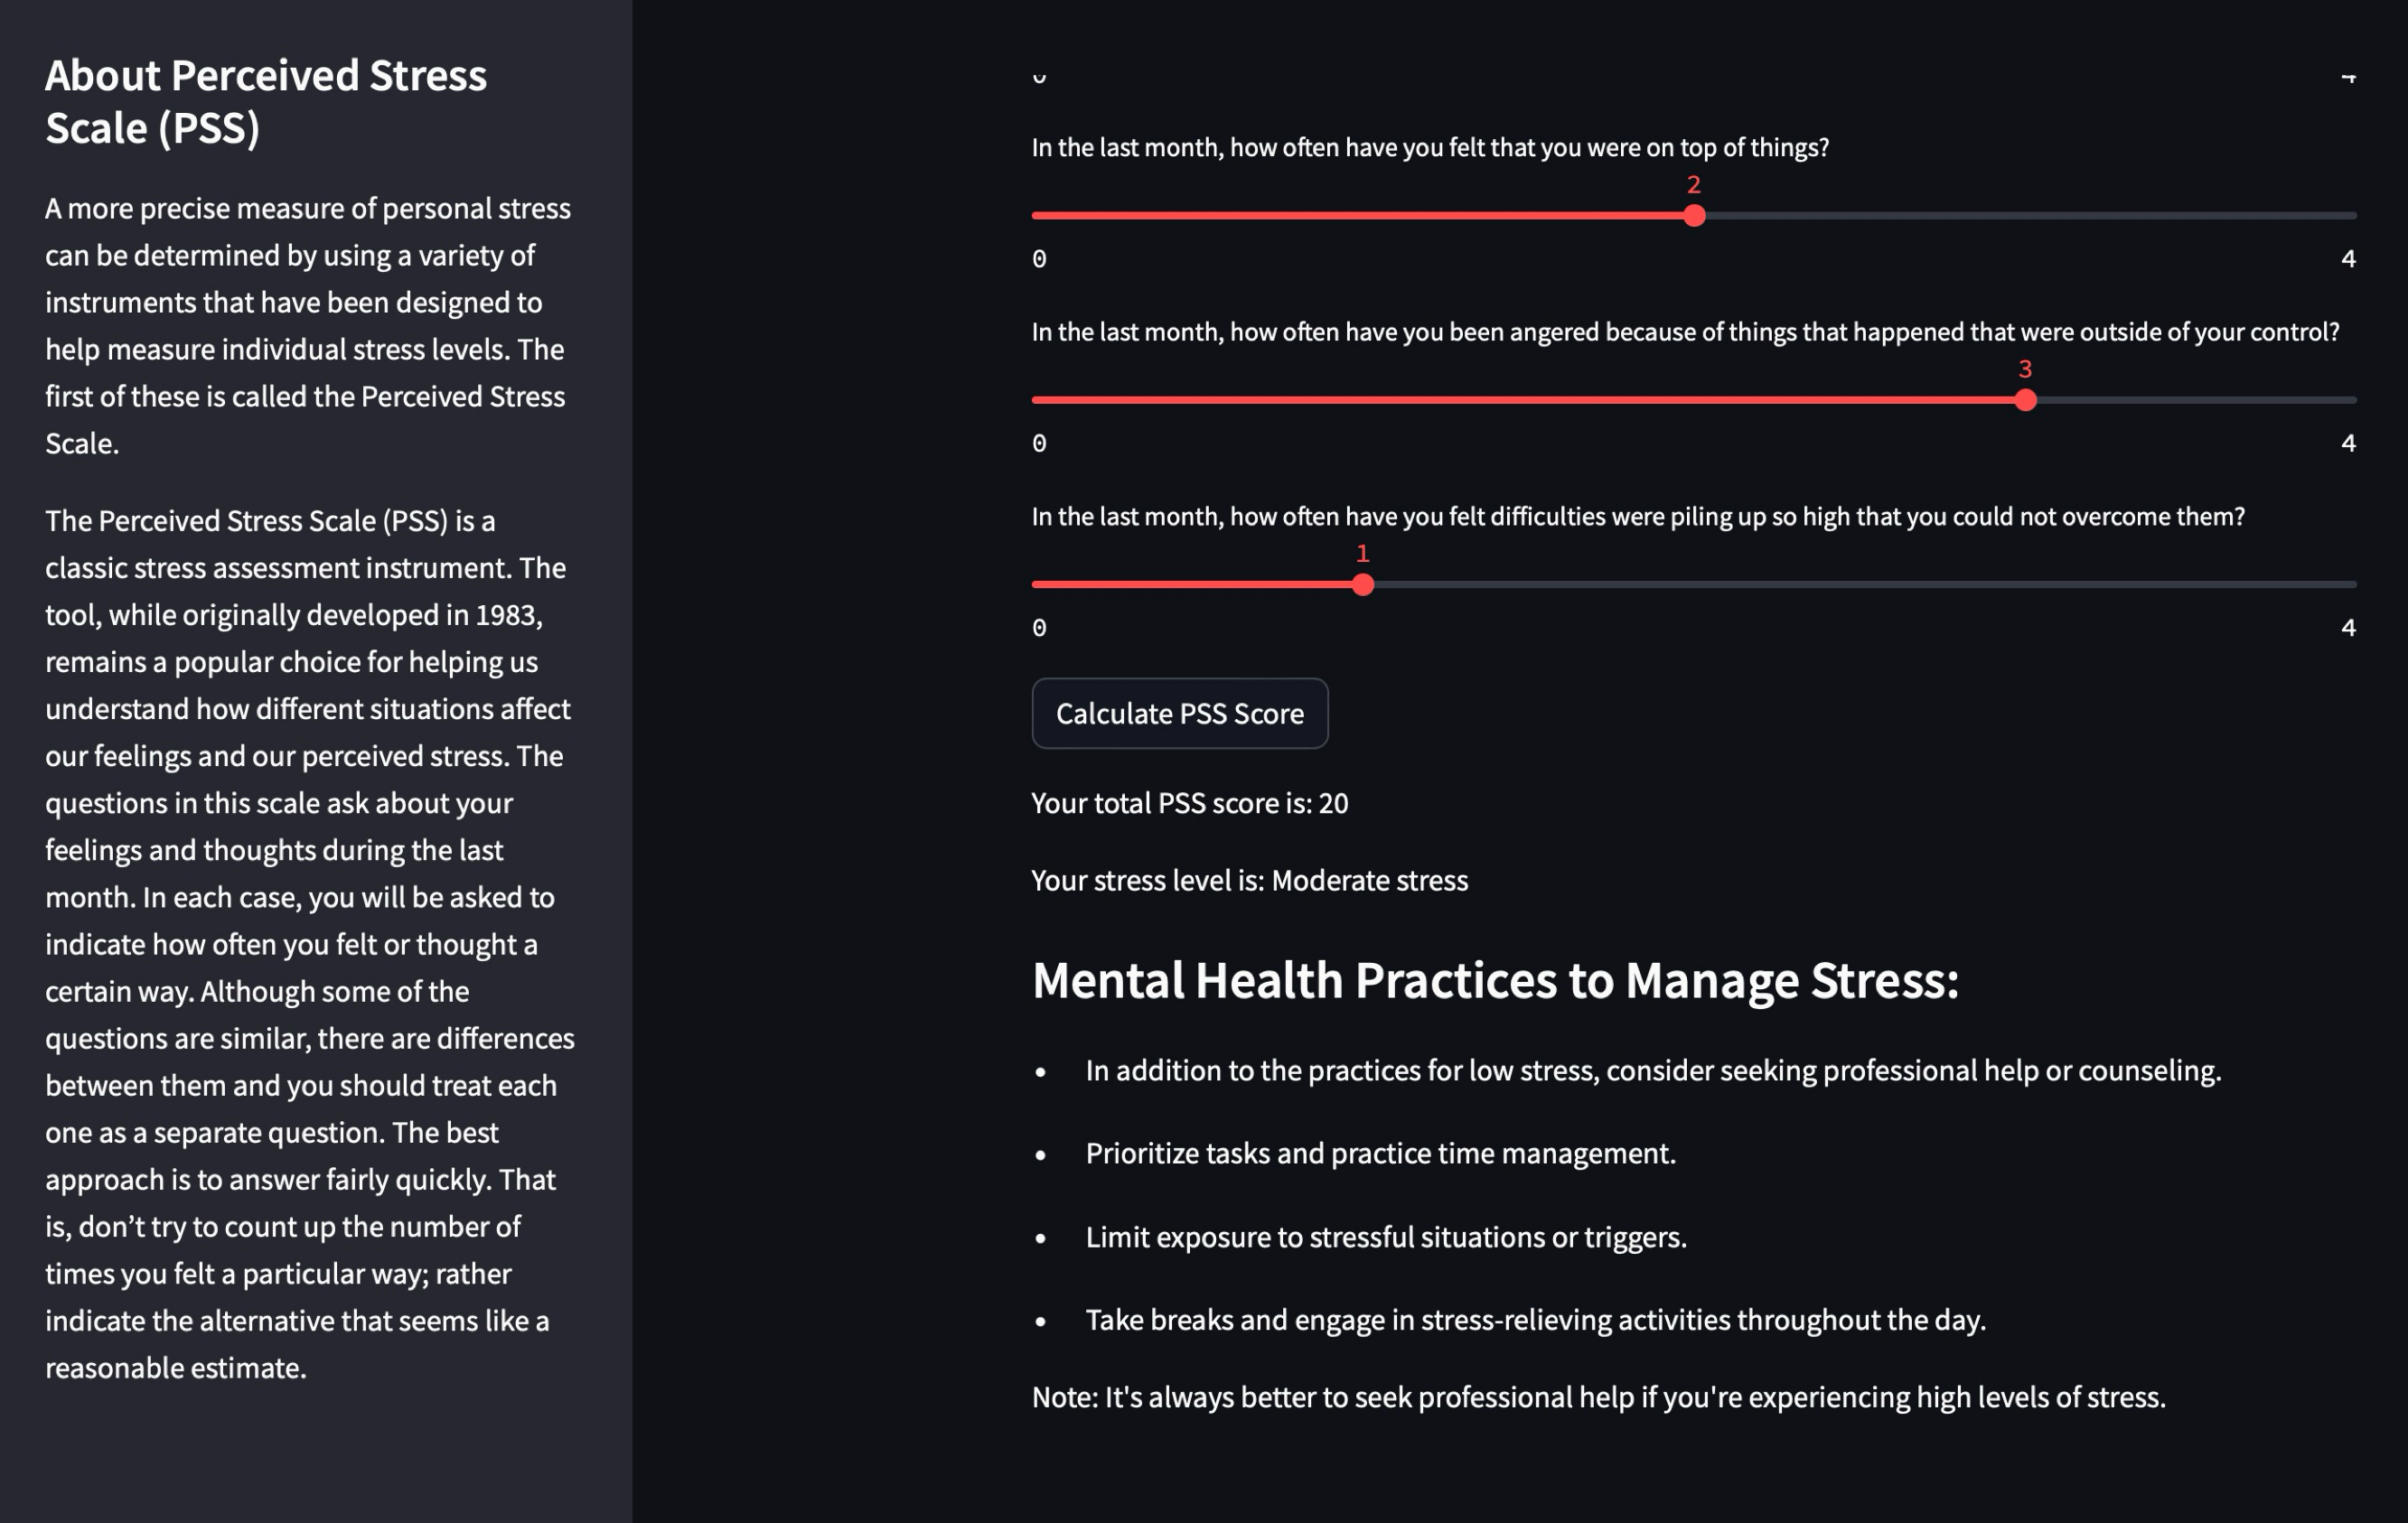 About Perceived Stress
Scale (PSS)
A more precise measure of personal stress
can be determined by using a variety of
instruments that have been designed to
help measure individual stress levels. The
first of these is called the Perceived Stress
Scale.
The Perceived Stress Scale (PSS) is a
classic stress assessment instrument. The
tool, while originally developed in 1983,
remains a popular choice for helping us
understand how different situations affect
our feelings and our perceived stress. The
questions in this scale ask about your
feelings and thoughts during the last
month. In each case, you will be asked to
indicate how often you felt or thought a
certain way. Although some of the
questions are similar, there are differences
between them and you should treat each
one as a separate question. The best
approach is to answer fairly quickly. That
is, don’t try to count up the number of
times you felt a particular way; rather
indicate the alternative that seems like a
reasonable estimate.
0 4
In the last month, how often have you felt that you were on top of things?
2
0 4
In the last month, how often have you been angered because of things that happened that were outside of your control?
3
0 4
In the last month, how often have you felt difficulties were piling up so high that you could not overcome them?
1
0 4
Calculate PSS Score
Your total PSS score is: 20
Your stress level is: Moderate stress
Mental Health Practices to Manage Stress:
• In addition to the practices for low stress, consider seeking professional help or counseling.
• Prioritize tasks and practice time management.
• Limit exposure to stressful situations or triggers.
• Take breaks and engage in stress-relieving activities throughout the day.
Note: It's always better to seek professional help if you're experiencing high levels of stress.